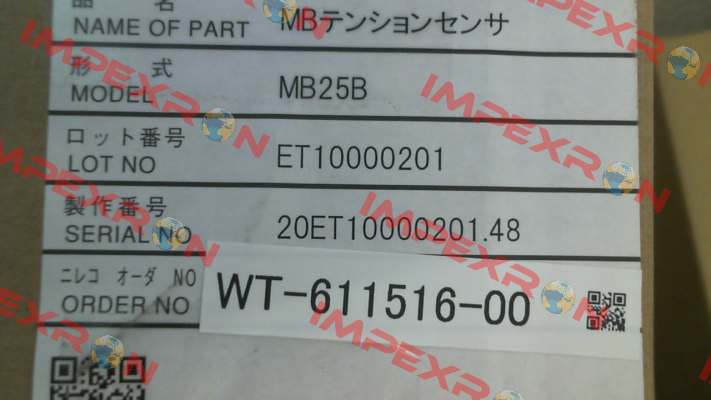 品 名
NAME OF PART MBテンションセンサ
形 式
MODEL MB25B
ロット番号
LOT NO ET10000201
製作番号
SERIAL NO 20ET10000201.48
ニレコ オーダ NO
ORDER NO WT-611516-00
IMPEXRON